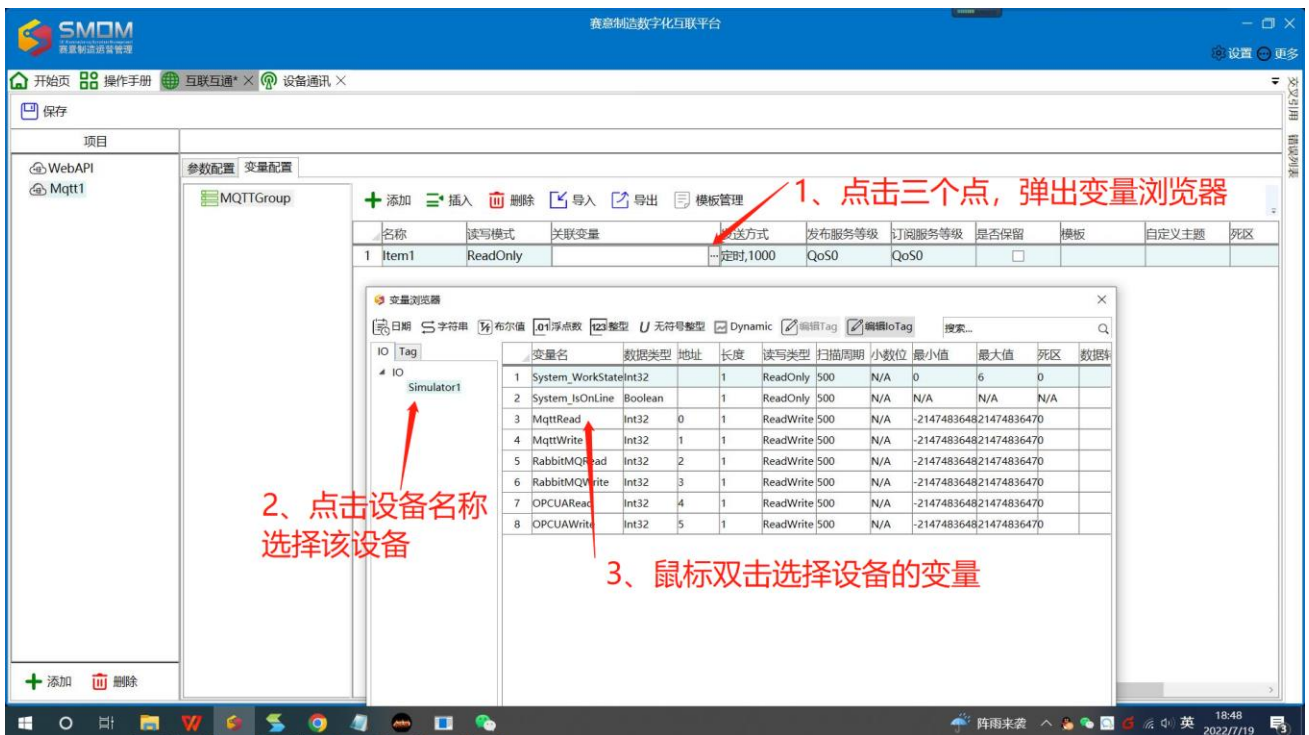 SMOM
赛意制造运营管理
赛意制造数字化互联平台
设置 更多
开始页 操作手册 互联互通* 设备通讯
交叉引用 错误列表
保存
项目
WebAPI
Mqtt1
参数配置 变量配置
MQTTGroup
添加 插入 删除 导入 导出 模板管理
1、点击三个点，弹出变量浏览器
名称 读写模式 关联变量 发送方式 发布服务等级 订阅服务等级 是否保留 模板 自定义主题 死区
1 Item1 ReadOnly ... 定时,1000 QoS0 QoS0
变量浏览器
日期 字符串 布尔值 .01 浮点数 123 整型 U 无符号整型 Dynamic 编辑Tag 编辑IoTag 搜索...
IO Tag
IO
Simulator1
变量名 数据类型 地址 长度 读写类型 扫描周期 小数位 最小值 最大值 死区
1 System_WorkState Int32 1 ReadOnly 500 N/A 0 6 0
2 System_IsOnLine Boolean 1 ReadOnly 500 N/A N/A N/A N/A
3 MqttRead Int32 0 1 ReadWrite 500 N/A -2147483648 2147483647 0
4 MqttWrite Int32 1 1 ReadWrite 500 N/A -2147483648 2147483647 0
5 RabbitMQRead Int32 2 1 ReadWrite 500 N/A -2147483648 2147483647 0
6 RabbitMQWrite Int32 3 1 ReadWrite 500 N/A -2147483648 2147483647 0
7 OPCUARead Int32 4 1 ReadWrite 500 N/A -2147483648 2147483647 0
8 OPCUAWrite Int32 5 1 ReadWrite 500 N/A -2147483648 2147483647 0
2、点击设备名称
选择该设备
3、鼠标双击选择设备的变量
添加 删除
阵雨来袭 英 18:48
2022/7/19